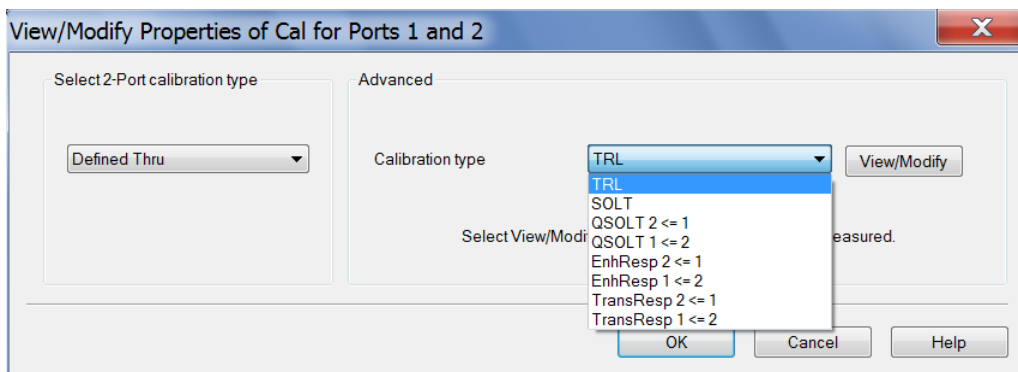 View/Modify Properties of Cal for Ports 1 and 2
X
Select 2-Port calibration type
Advanced
Defined Thru
Calibration type
TRL
View/Modify
TRL
SOLT
QSOLT 2 <= 1
QSOLT 1 <= 2
Select View/Modi
easured.
EnhResp 2 <= 1
EnhResp 1 <= 2
TransResp 2 <= 1
TransResp 1 <= 2
OK
Cancel
Help